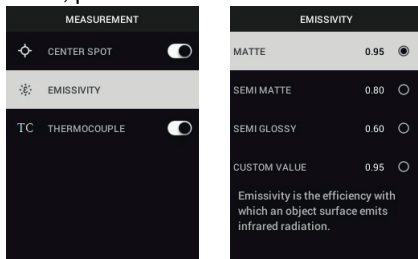 MEASUREMENT
CENTER SPOT
EMISSIVITY
TC THERMOCOUPLE
EMISSIVITY
MATTE 0.95
SEMI MATTE 0.80
SEMI GLOSSY 0.60
CUSTOM VALUE 0.95
Emissivity is the efficiency with
which an object surface emits
infrared radiation.